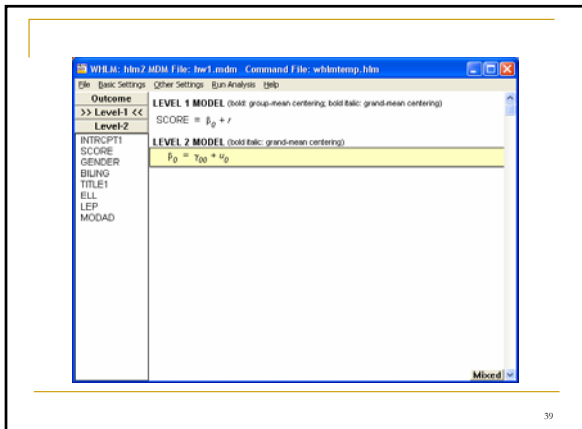 WHLM: hlm2 MDM File: hw1.mdm Command File: whlmtemp.hlm
File Basic Settings Other Settings Run Analysis Help
Outcome
>> Level-1 <<
Level-2
INTRCPT1
SCORE
GENDER
BILING
TITLE1
ELL
LEP
MODAD
LEVEL 1 MODEL (bold: group-mean centering; bold italic: grand-mean centering)
SCORE = β0 + r
LEVEL 2 MODEL (bold italic: grand-mean centering)
β0 = γ00 + u0
Mixed
39